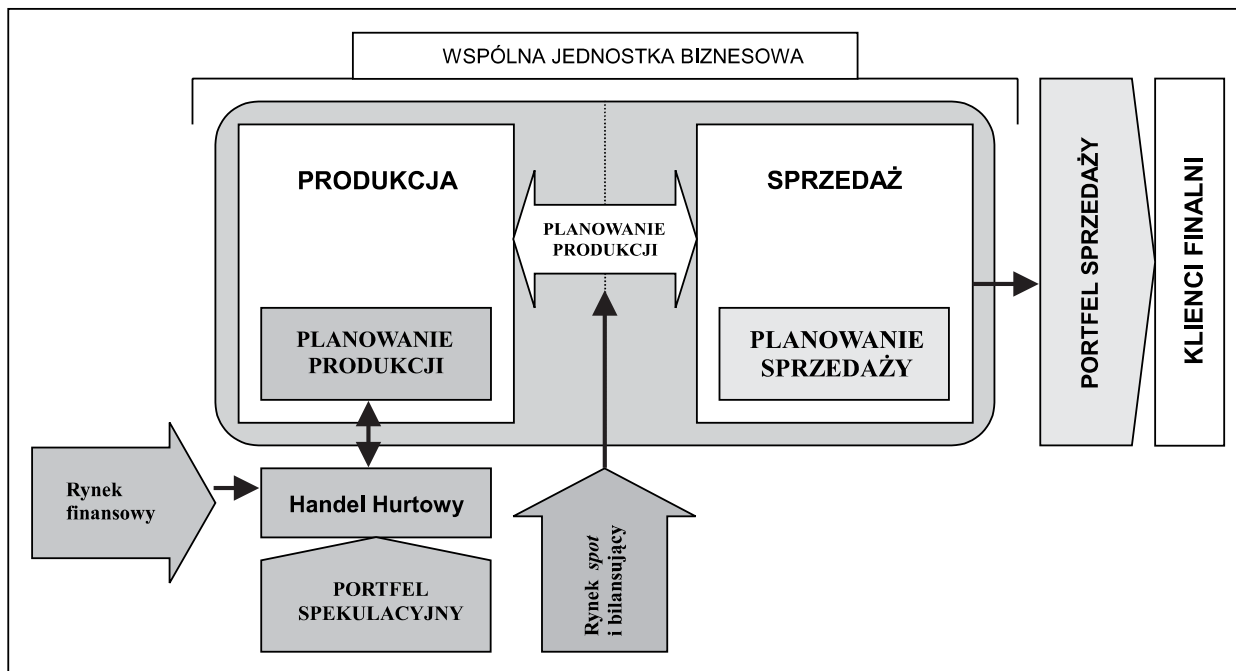 WSPÓLNA JEDNOSTKA BIZNESOWA
PRODUKCJA
SPRZEDAŻ
PLANOWANIE
PRODUKCJI
PLANOWANIE
PRODUKCJI
PLANOWANIE
SPRZEDAŻY
PORTFEL SPRZEDAŻY
KLIENCI FINALNI
Rynek
finansowy
Handel Hurtowy
PORTFEL
SPEKULACYJNY
Rynek spot
i bilansujący